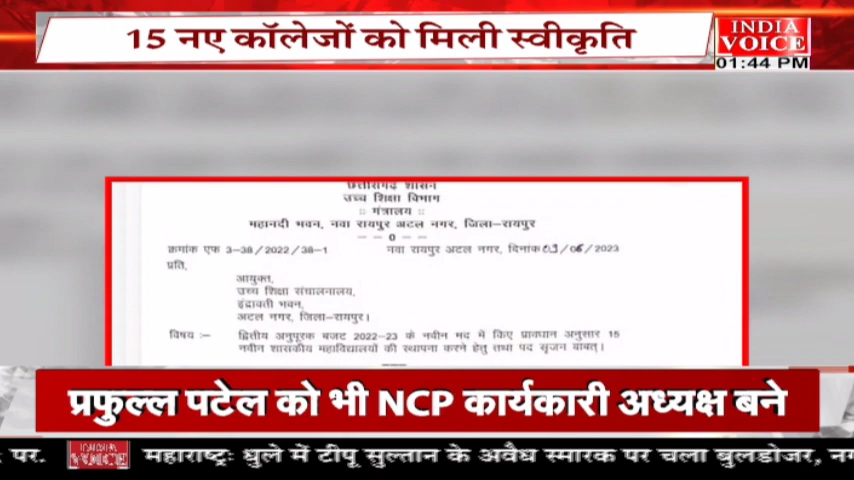 15 नए कॉलेजों को मिली स्वीकृति
INDIA
VOICE
01:44 PM
छत्तीसगढ़ शासन
उच्च शिक्षा विभाग
:: मंत्रालय ::
महानदी भवन, नवा रायपुर अटल नगर, जिला–रायपुर
– – 0 – –
क्रमांक एफ 3–38/2022/38–1 नवा रायपुर अटल नगर, दिनांक 09/06/2023
प्रति,
आयुक्त,
उच्च शिक्षा संचालनालय,
इंद्रावती भवन,
अटल नगर, जिला–रायपुर।
विषय :– द्वितीय अनुपूरक बजट 2022–23 के नवीन मद में किए प्रावधान अनुसार 15
नवीन शासकीय महाविद्यालयों की स्थापना करने हेतु तथा पद सृजन बाबत्।
प्रफुल्ल पटेल को भी NCP कार्यकारी अध्यक्ष बने
पर. INDIA VOICE महाराष्ट्र: धुले में टीपू सुल्तान के अवैध स्मारक पर चला बुलडोजर,